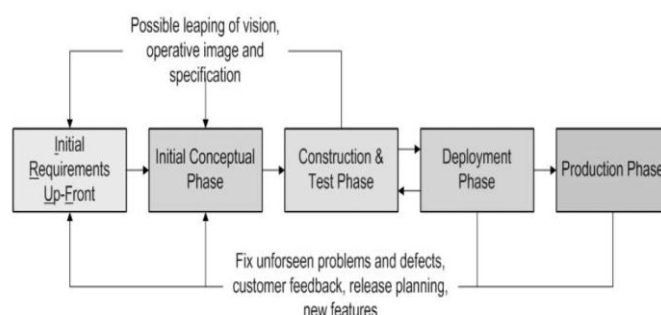 Possible leaping of vision,
operative image and
specification
Initial
Requirements
Up-Front
Initial Conceptual
Phase
Construction &
Test Phase
Deployment
Phase
Production Phase
Fix unforseen problems and defects,
customer feedback, release planning,
new features